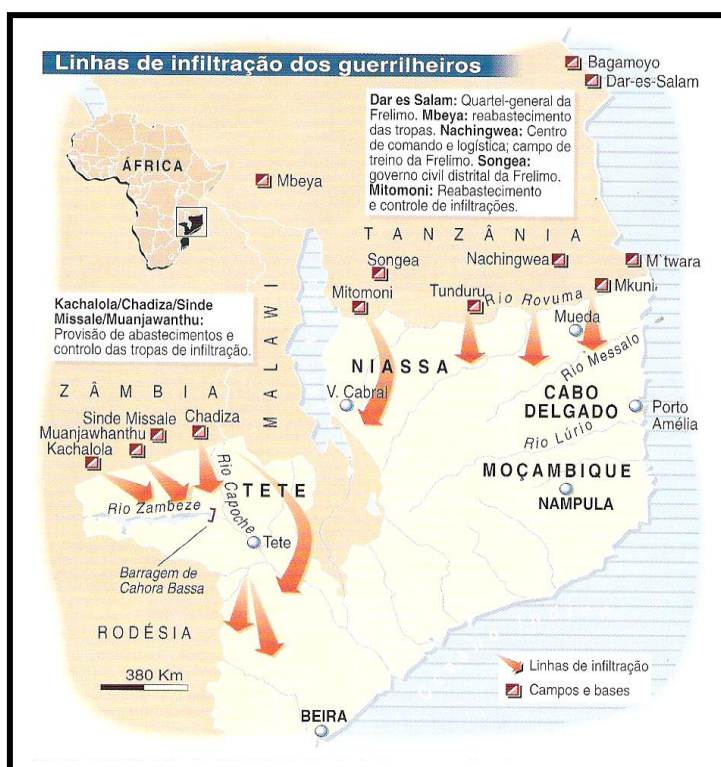 Linhas de infiltração dos guerrilheiros
Bagamoyo
Dar-es-Salam
Dar es Salam: Quartel-general da
Frelimo. Mbeya: reabastecimento
das tropas. Nachingwea: Centro
de comando e logística; campo de
treino da Frelimo. Songea:
governo civil distrital da Frelimo.
Mitomoni: Reabastecimento
e controle de infiltrações.
ÁFRICA
Mbeya
TANZÂNIA
Songea
Nachingwea
M`twara
Mitomoni
Tunduru
Rio Rovuma
Mkuni
Mueda
Kachalola/Chadiza/Sinde
Missale/Muanjawanthu:
Provisão de abastecimentos e
controlo das tropas de infiltração.
MALAWI
NIASSA
Rio Messalo
V. Cabral
CABO
DELGADO
Porto
Amélia
ZÂMBIA
Sinde Missale
Chadiza
Muanjawhanthu
Kachalola
Rio Lúrio
MOÇAMBIQUE
NAMPULA
Rio Capoche
TETE
Rio Zambeze
Tete
Barragem de
Cahora Bassa
RODÉSIA
380 Km
BEIRA
Linhas de infiltração
Campos e bases